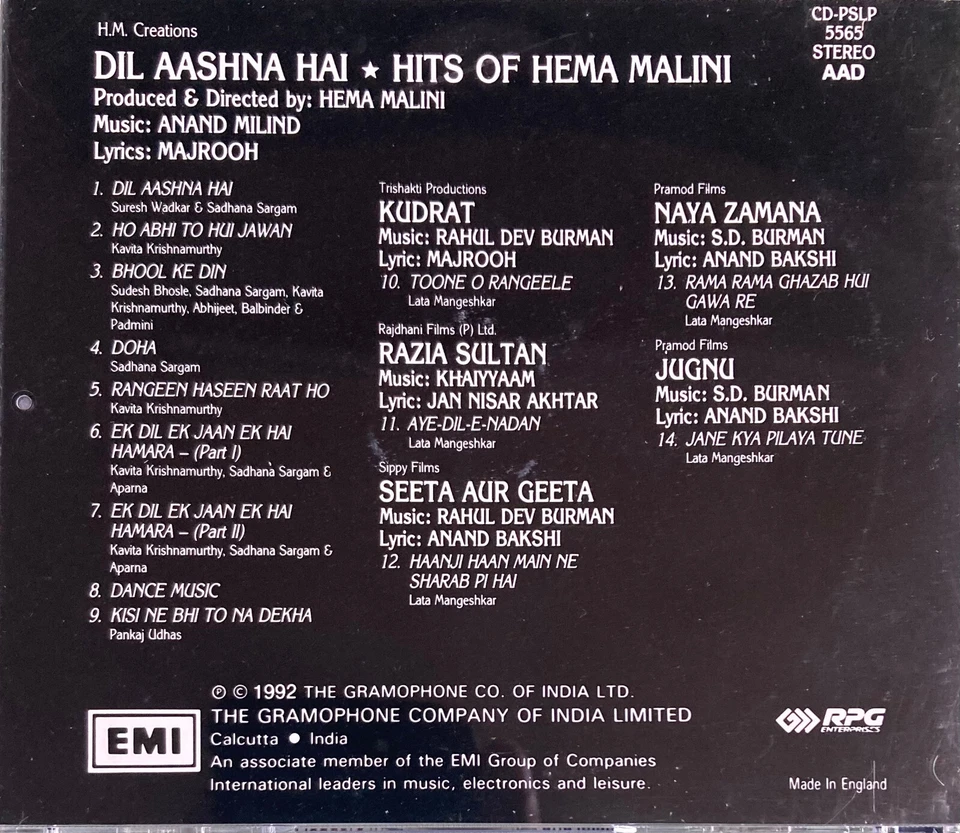 H.M. Creations
DIL AASHNA HAI ★ HITS OF HEMA MALINI
Produced & Directed by: HEMA MALINI
Music: ANAND MILIND
Lyrics: MAJROOH
CD-PSLP
5565
STEREO
AAD
1. DIL AASHNA HAI
Suresh Wadkar & Sadhana Sargam
2. HO ABHI TO HUI JAWAN
Kavita Krishnamurthy
3. BHOOL KE DIN
Sudesh Bhosle, Sadhana Sargam, Kavita
Krishnamurthy, Abhijeet, Balbinder &
Padmini
4. DOHA
Sadhana Sargam
5. RANGEEN HASEEN RAAT HO
Kavita Krishnamurthy
6. EK DIL EK JAAN EK HAI
HAMARA – (Part I)
Kavita Krishnamurthy, Sadhana Sargam &
Aparna
7. EK DIL EK JAAN EK HAI
HAMARA – (Part II)
Kavita Krishnamurthy, Sadhana Sargam &
Aparna
8. DANCE MUSIC
9. KISI NE BHI TO NA DEKHA
Pankaj Udhas
Trishakti Productions
KUDRAT
Music: RAHUL DEV BURMAN
Lyric: MAJROOH
10. TOONE O RANGEELE
Lata Mangeshkar
Rajdhani Films (P) Ltd.
RAZIA SULTAN
Music: KHAIYYAAM
Lyric: JAN NISAR AKHTAR
11. AYE-DIL-E-NADAN
Lata Mangeshkar
Sippy Films
SEETA AUR GEETA
Music: RAHUL DEV BURMAN
Lyric: ANAND BAKSHI
12. HAANJI HAAN MAIN NE
SHARAB PI HAI
Lata Mangeshkar
Pramod Films
NAYA ZAMANA
Music: S.D. BURMAN
Lyric: ANAND BAKSHI
13. RAMA RAMA GHAZAB HUI
GAWA RE
Lata Mangeshkar
Pramod Films
JUGNU
Music: S.D. BURMAN
Lyric: ANAND BAKSHI
14. JANE KYA PILAYA TUNE
Lata Mangeshkar
℗ © 1992 THE GRAMOPHONE CO. OF INDIA LTD.
THE GRAMOPHONE COMPANY OF INDIA LIMITED
Calcutta ● India
An associate member of the EMI Group of Companies
International leaders in music, electronics and leisure.
EMI
RPG
ENTERPRISES
Made in England